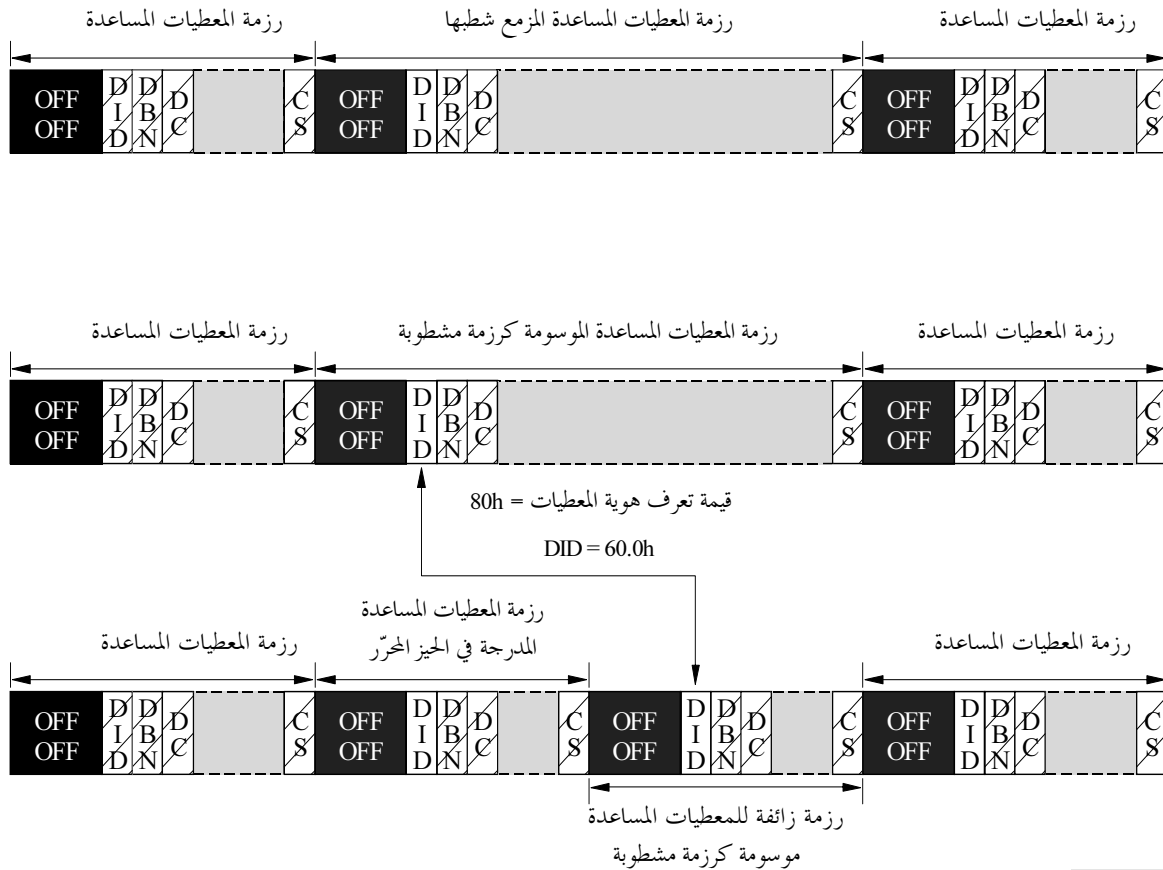 رزمة المعطيات المساعدة
رزمة المعطيات المساعدة المزمع شطبها
رزمة المعطيات المساعدة
OFF OFF DID DBN DC CS OFF OFF DID DBN DC CS OFF OFF DID DBN DC CS
رزمة المعطيات المساعدة
رزمة المعطيات المساعدة الموسومة كرزمة مشطوبة
رزمة المعطيات المساعدة
OFF OFF DID DBN DC CS OFF OFF DID DBN DC CS OFF OFF DID DBN DC CS
قيمة تعرف هوية المعطيات = 80h
DID = 60.0h
رزمة المعطيات المساعدة
رزمة المعطيات المساعدة
المدرجة في الحيز المحرّر
رزمة المعطيات المساعدة
OFF OFF DID DBN DC CS OFF OFF DID DBN DC CS OFF OFF DID DBN DC CS OFF OFF DID DBN DC CS
رزمة زائفة للمعطيات المساعدة
موسومة كرزمة مشطوبة